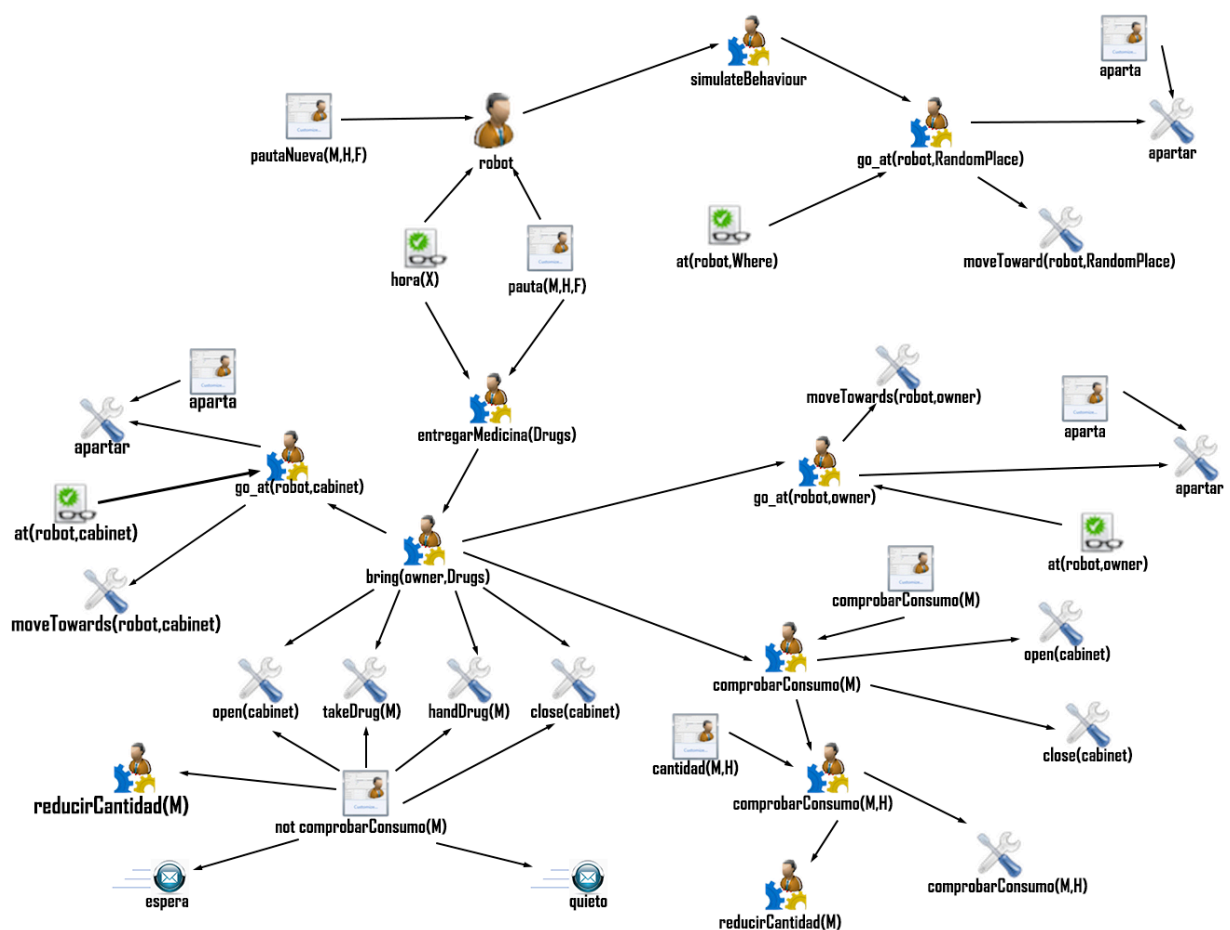 simulateBehaviour
aparta
pautaNueva(M,H,F)
robot
go_at(robot,RandomPlace)
apartar
at(robot,Where)
moveToward(robot,RandomPlace)
hora(X)
pauta(M,H,F)
aparta
moveTowards(robot,owner)
aparta
apartar
entregarMedicina(Drugs)
go_at(robot,cabinet)
go_at(robot,owner)
apartar
at(robot,cabinet)
at(robot,owner)
bring(owner,Drugs)
comprobarConsumo(M)
moveTowards(robot,cabinet)
open(cabinet)
comprobarConsumo(M)
open(cabinet)
takeDrug(M)
handDrug(M)
close(cabinet)
close(cabinet)
cantidad(M,H)
reducirCantidad(M)
comprobarConsumo(M,H)
not comprobarConsumo(M)
comprobarConsumo(M,H)
espera
quieto
reducirCantidad(M)